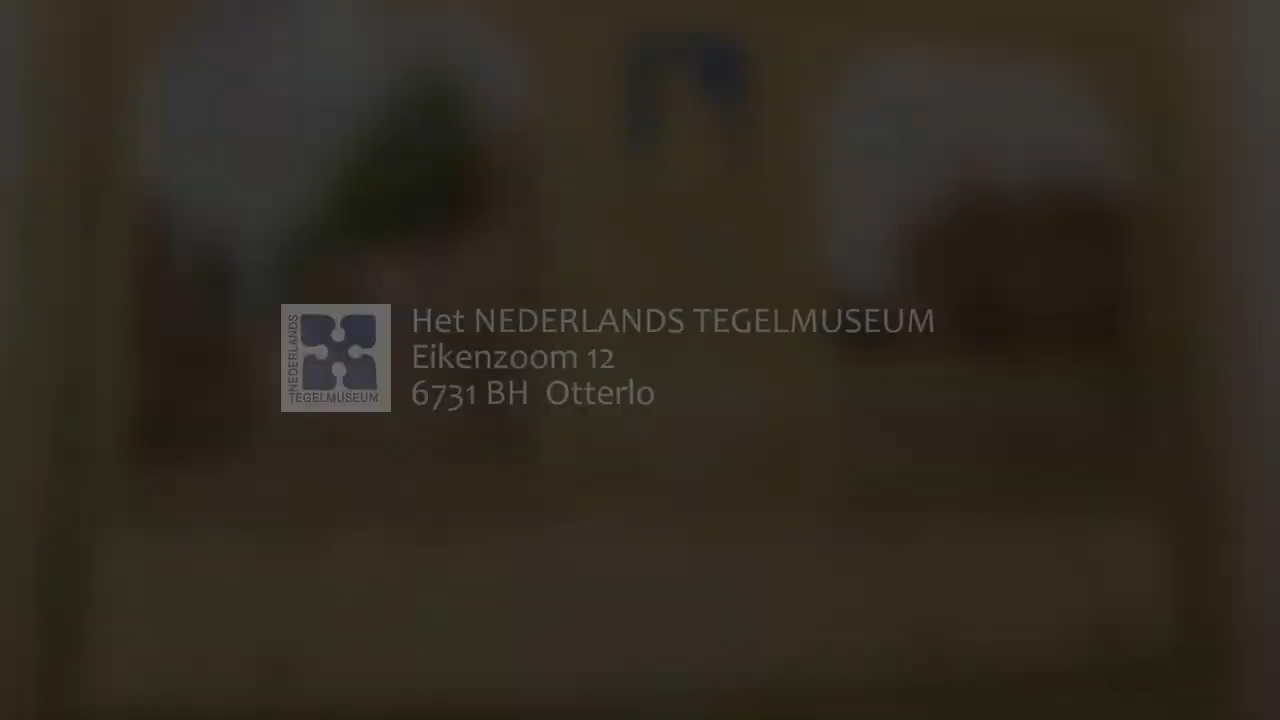 NEDERLANDS
TEGELMUSEUM
Het NEDERLANDS TEGELMUSEUM
Eikenzoom 12
6731 BH Otterlo